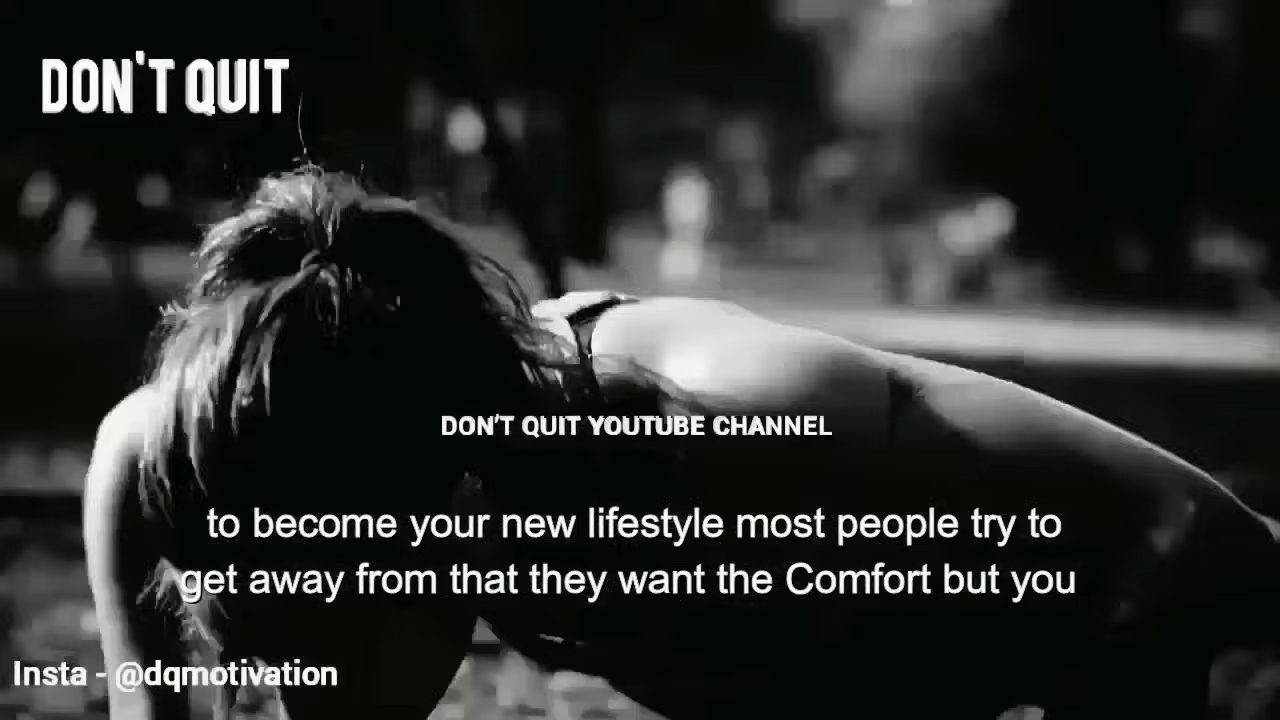 DON'T QUIT
DON'T QUIT YOUTUBE CHANNEL
to become your new lifestyle most people try to
get away from that they want the Comfort but you
Insta - @dqmotivation